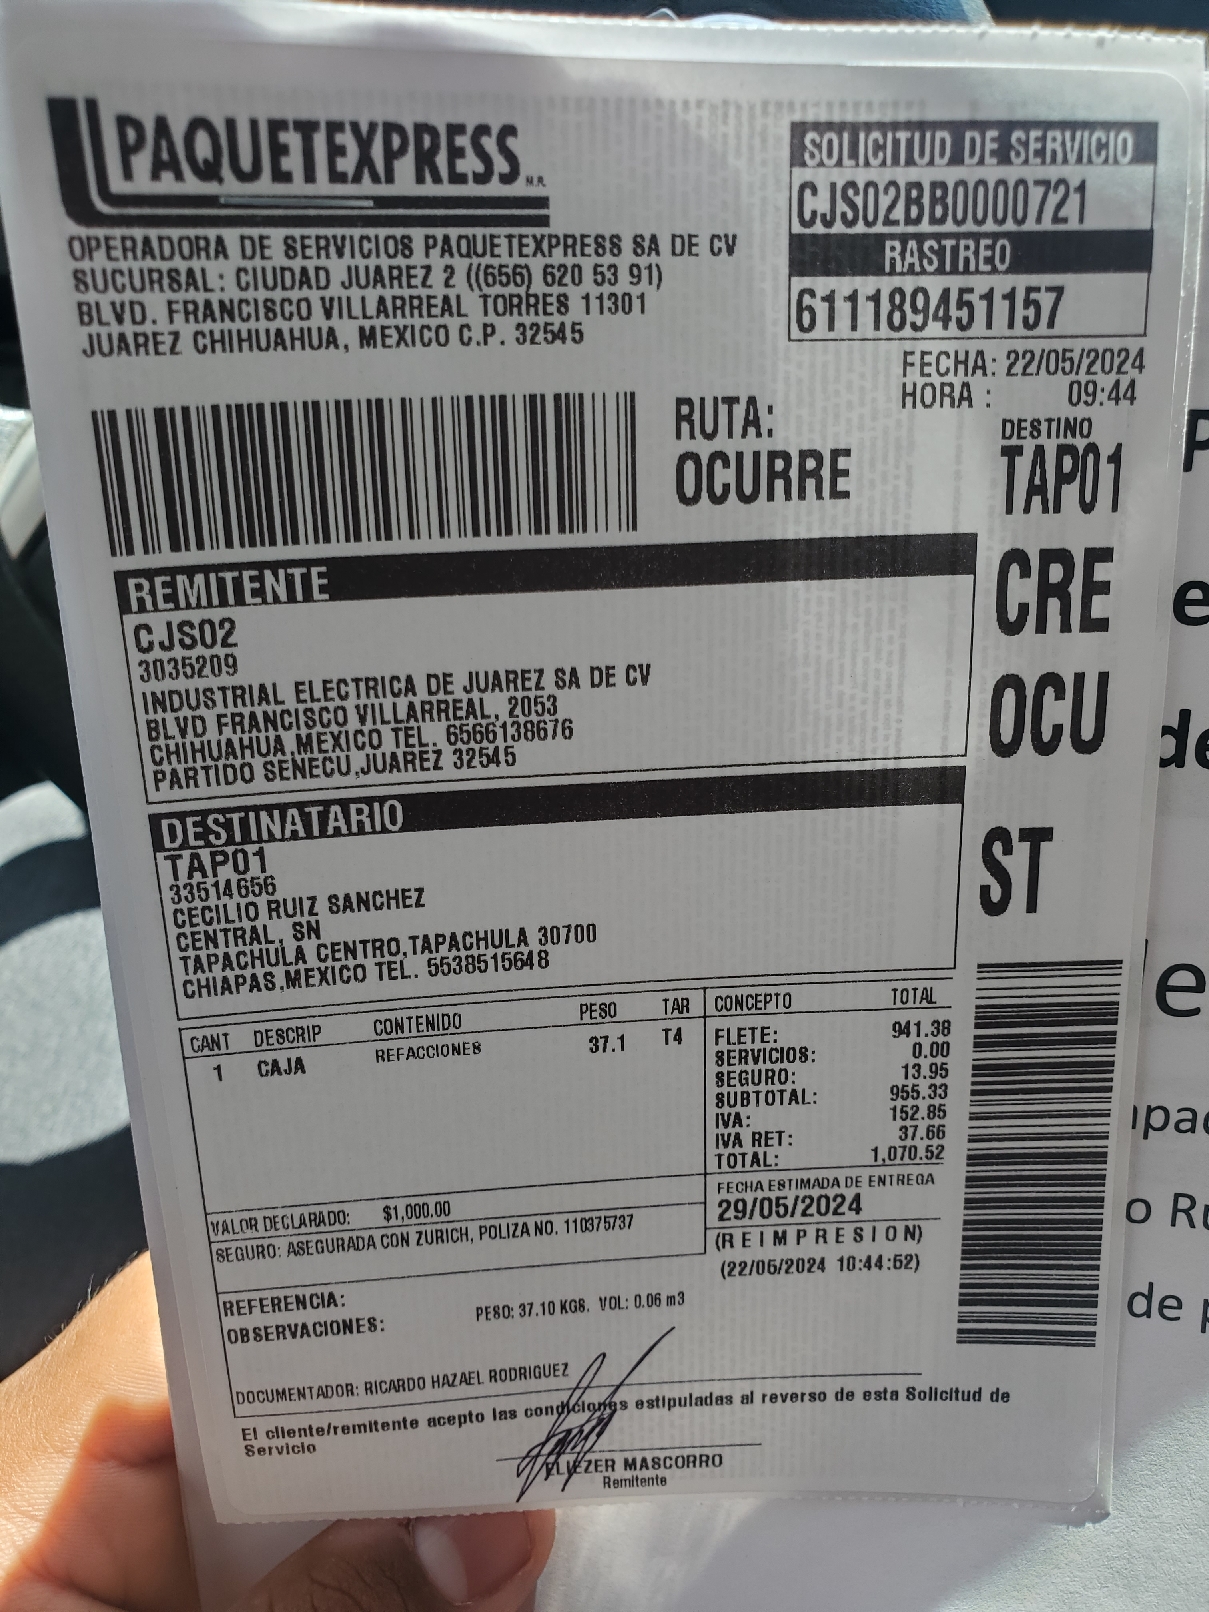 PAQUETEXPRESS M.R.
OPERADORA DE SERVICIOS PAQUETEXPRESS SA DE CV
SUCURSAL: CIUDAD JUAREZ 2 ((656) 620 53 91)
BLVD. FRANCISCO VILLARREAL TORRES 11301
JUAREZ CHIHUAHUA, MEXICO C.P. 32545
SOLICITUD DE SERVICIO
CJS02BB0000721
RASTREO
611189451157
FECHA: 22/05/2024
HORA : 09:44
RUTA:
OCURRE
DESTINO
TAP01
CRE
OCU
ST
REMITENTE
CJS02
3035209
INDUSTRIAL ELECTRICA DE JUAREZ SA DE CV
BLVD FRANCISCO VILLARREAL, 2053
CHIHUAHUA,MEXICO TEL. 6566138676
PARTIDO SENECU,JUAREZ 32545
DESTINATARIO
TAP01
33514656
CECILIO RUIZ SANCHEZ
CENTRAL, SN
TAPACHULA CENTRO,TAPACHULA 30700
CHIAPAS,MEXICO TEL. 5538515648
CANT DESCRIP CONTENIDO PESO TAR
1 CAJA REFACCIONES 37.1 T4
CONCEPTO TOTAL
FLETE: 941.38
SERVICIOS: 0.00
SEGURO: 13.95
SUBTOTAL: 955.33
IVA: 152.85
IVA RET: 37.66
TOTAL: 1,070.52
VALOR DECLARADO: $1,000.00
SEGURO: ASEGURADA CON ZURICH, POLIZA NO. 110375737
FECHA ESTIMADA DE ENTREGA
29/05/2024
(REIMPRESION)
(22/05/2024 10:44:52)
REFERENCIA:
OBSERVACIONES: PESO: 37.10 KGS. VOL: 0.06 m3
DOCUMENTADOR: RICARDO HAZAEL RODRIGUEZ
El cliente/remitente acepto las condiciones estipuladas al reverso de esta Solicitud de
Servicio
ELIEZER MASCORRO
Remitente
P
e
de
e
o Ru
de